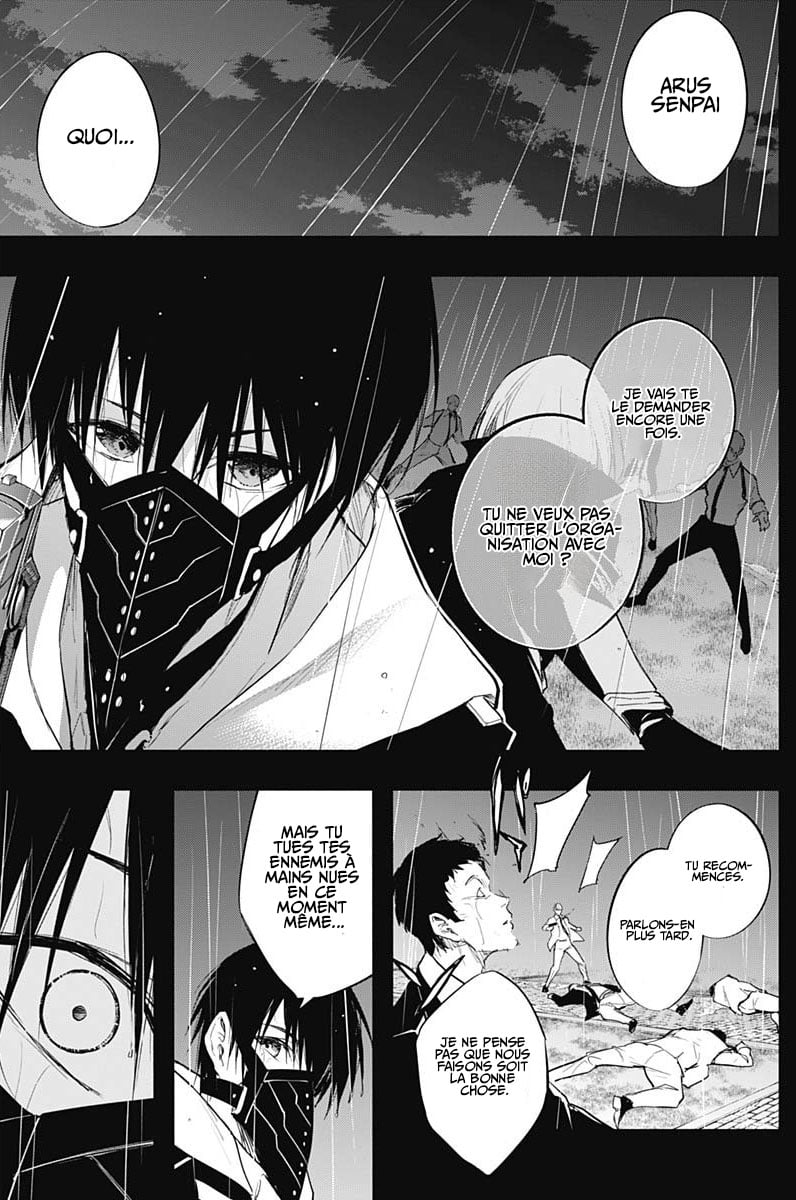 ARUS
SENPAI
QUOI...
JE VAIS TE
LE DEMANDER
ENCORE UNE
FOIS.
TU NE VEUX PAS
QUITTER L'ORGA-
NISATION AVEC
MOI ?
TU RECOM-
MENCES.
PARLONS-EN
PLUS TARD.
JE NE PENSE
PAS QUE NOUS
FAISONS SOIT
LA BONNE
CHOSE.
MAIS TU
TUES TES
ENNEMIS À
MAINS NUES
EN CE
MOMENT
MÊME...